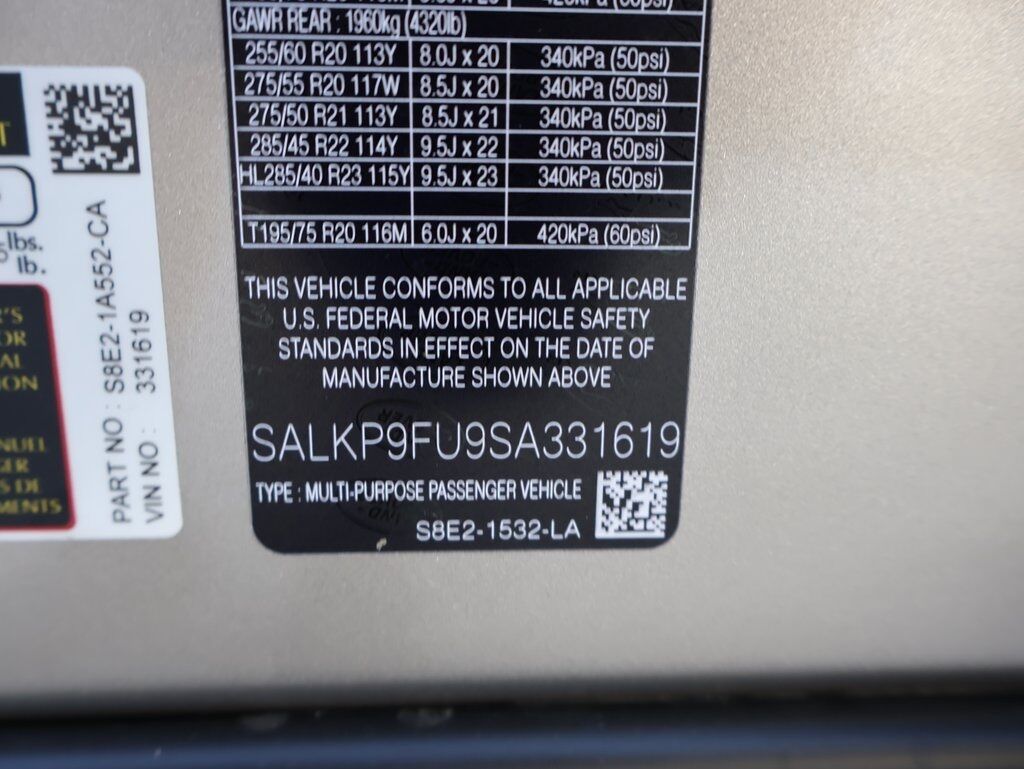 GAWR REAR : 1960kg (4320lb)
255/60 R20 113Y 8.0J x 20 340kPa (50psi)
275/55 R20 117W 8.5J x 20 340kPa (50psi)
275/50 R21 113Y 8.5J x 21 340kPa (50psi)
285/45 R22 114Y 9.5J x 22 340kPa (50psi)
HL285/40 R23 115Y 9.5J x 23 340kPa (50psi)
T195/75 R20 116M 6.0J x 20 420kPa (60psi)
THIS VEHICLE CONFORMS TO ALL APPLICABLE
U.S. FEDERAL MOTOR VEHICLE SAFETY
STANDARDS IN EFFECT ON THE DATE OF
MANUFACTURE SHOWN ABOVE
SALKP9FU9SA331619
TYPE : MULTI-PURPOSE PASSENGER VEHICLE
S8E2-1532-LA
PART NO : S8E2-1A552-CA
VIN NO : 331619
lbs.
lb.